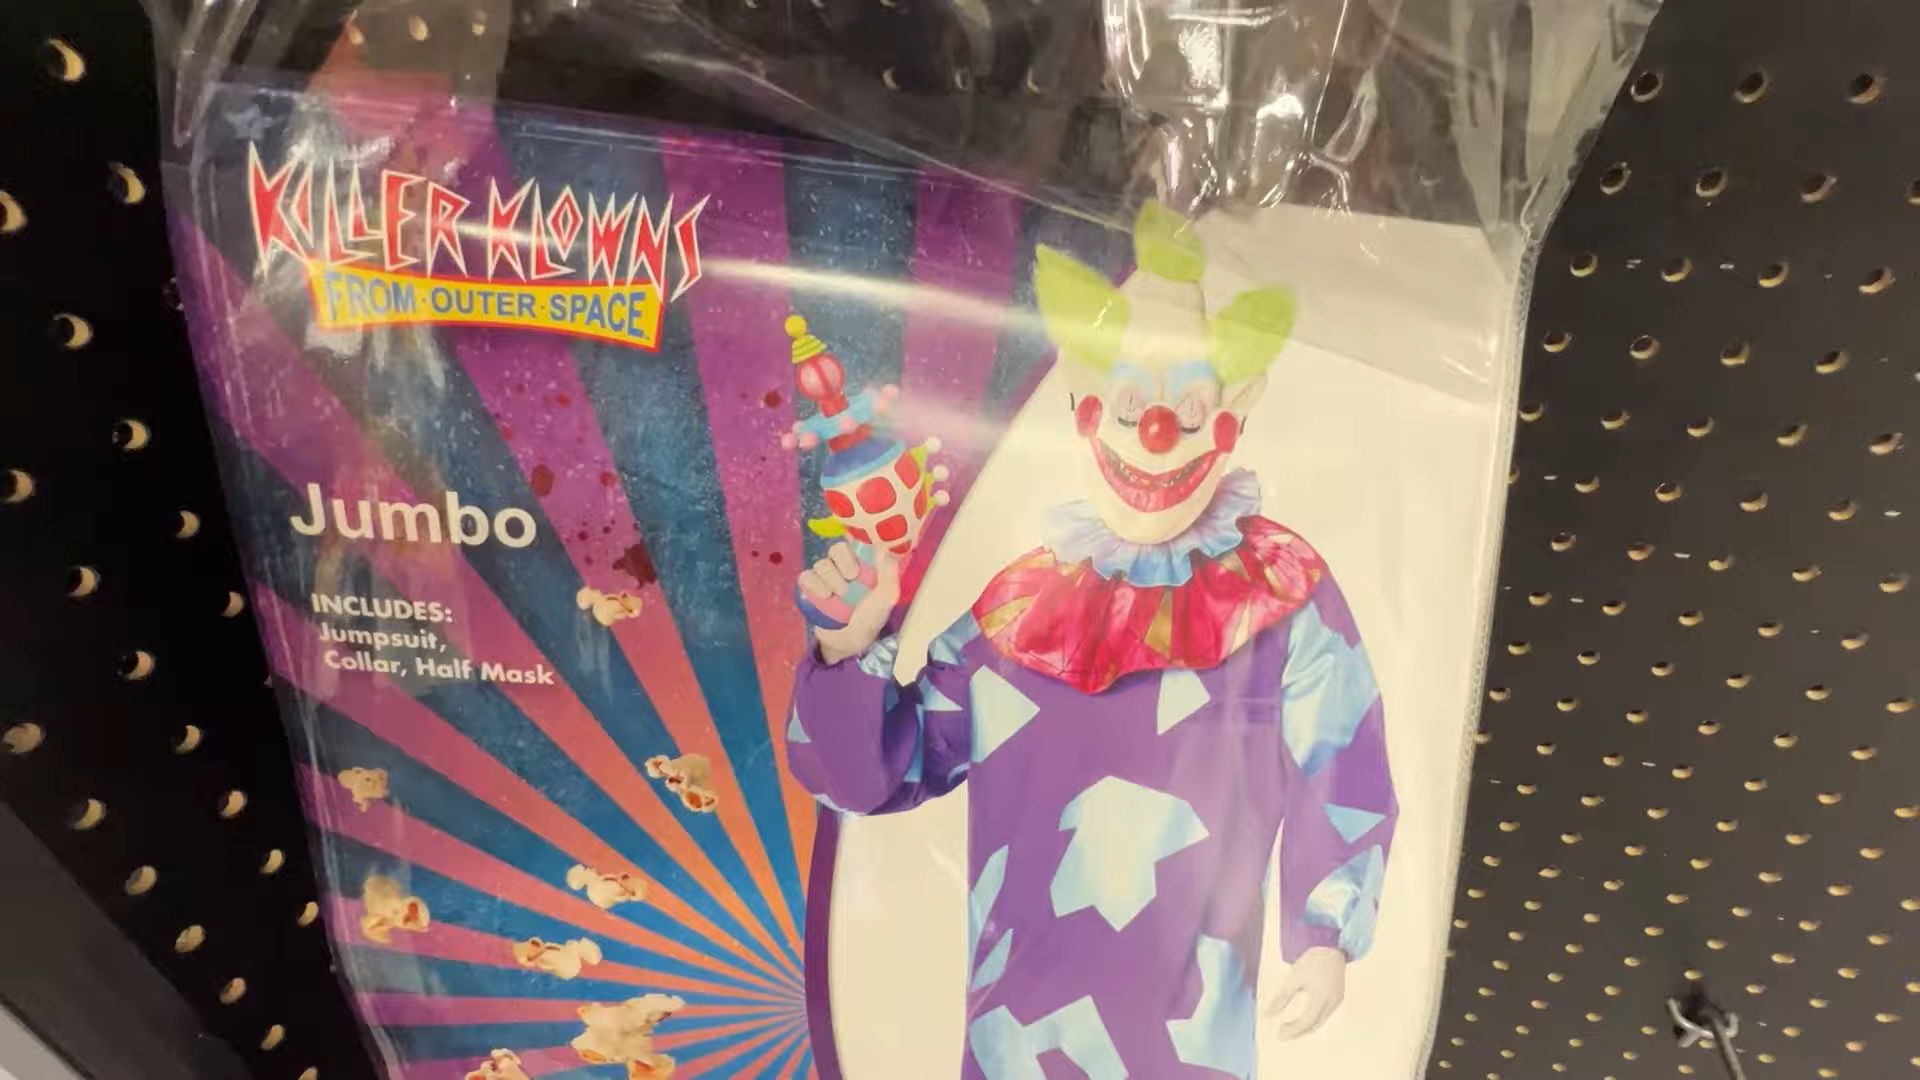 KILLER KLOWNS
FROM·OUTER·SPACE
Jumbo
INCLUDES:
Jumpsuit,
Collar, Half Mask